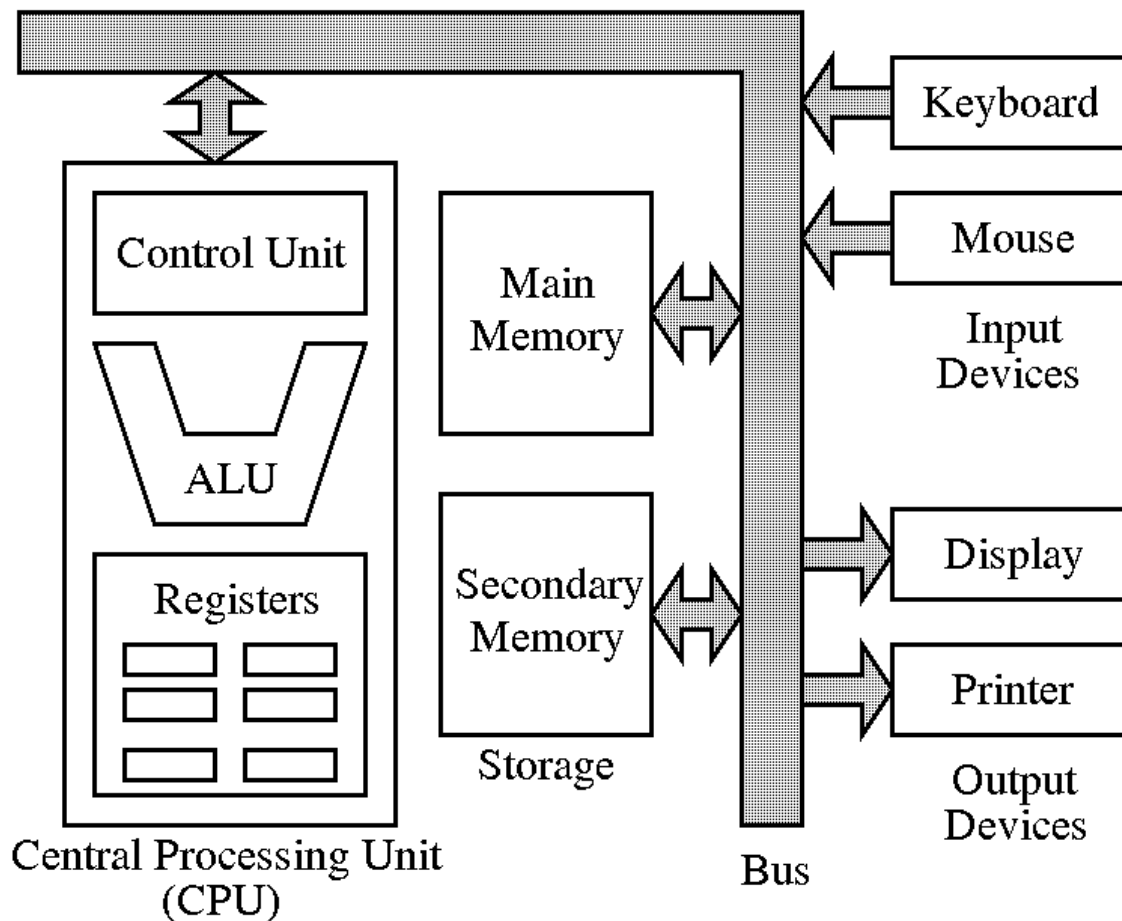 Control Unit
ALU
Registers
Central Processing Unit
(CPU)
Main
Memory
Secondary
Memory
Storage
Bus
Keyboard
Mouse
Input
Devices
Display
Printer
Output
Devices